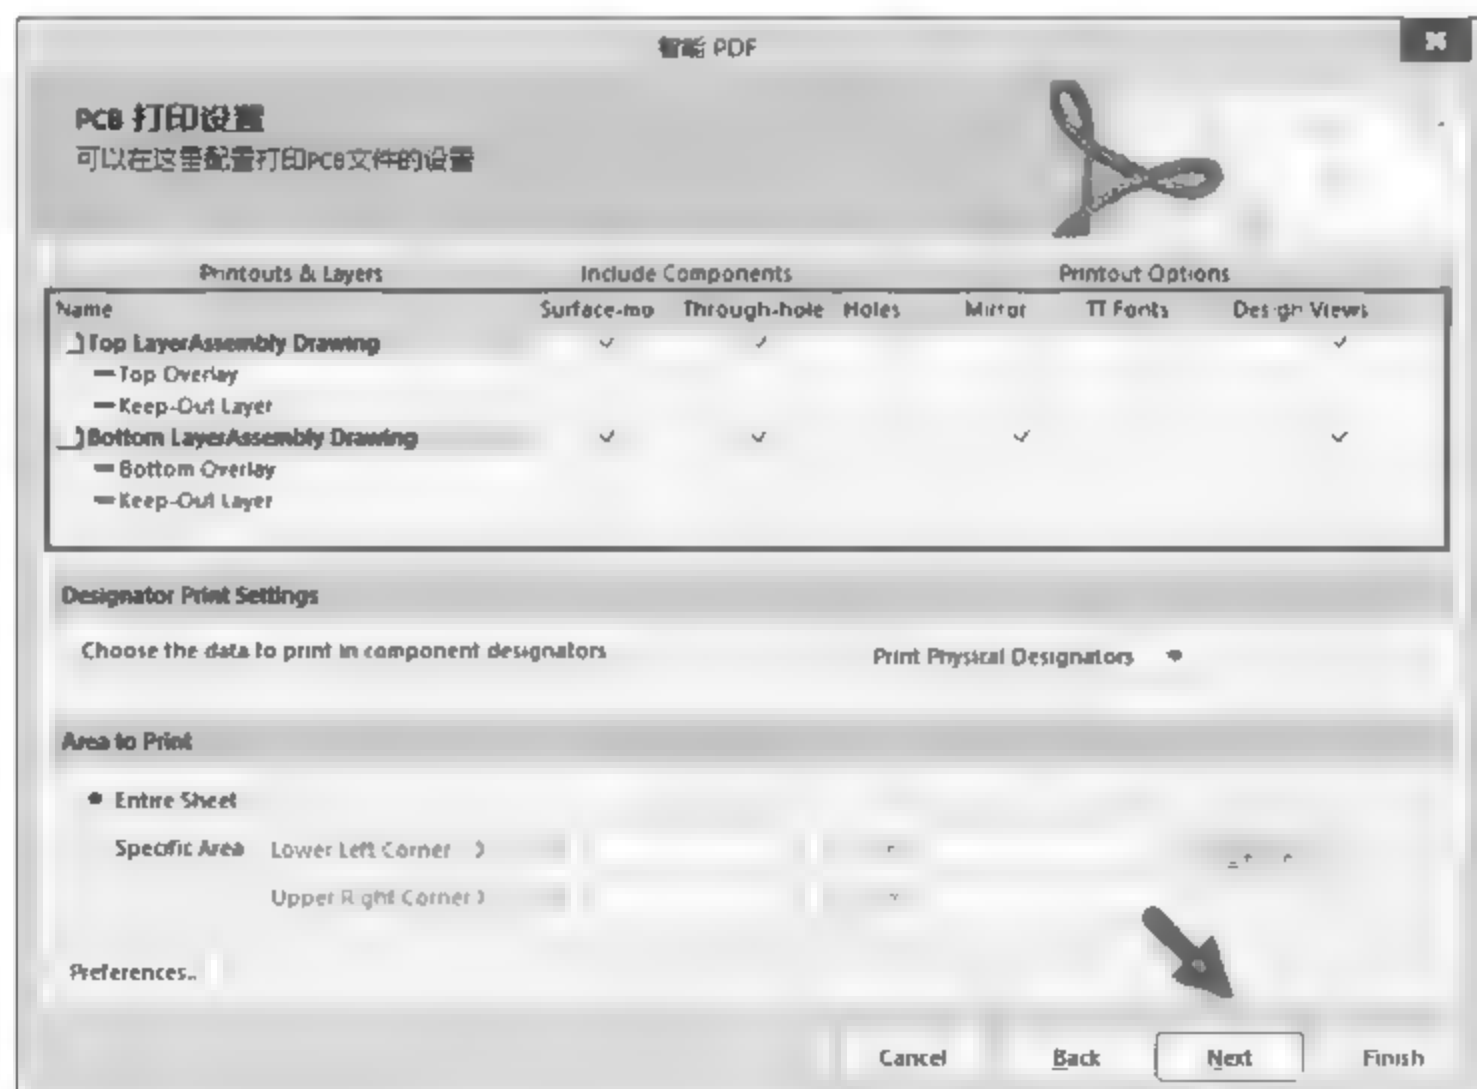 智能 PDF
PCB 打印设置
可以在这里配置打印PCB文件的设置
Printouts & Layers Include Components Printout Options
Name Surface-mo Through-hole Holes Mirror TT Fonts Design Views
Top LayerAssembly Drawing
Top Overlay
Keep-Out Layer
Bottom LayerAssembly Drawing
Bottom Overlay
Keep-Out Layer
Designator Print Settings
Choose the data to print in component designators Print Physical Designators
Area to Print
Entire Sheet
Specific Area Lower Left Corner
Upper Right Corner
Preferences..
Cancel Back Next Finish